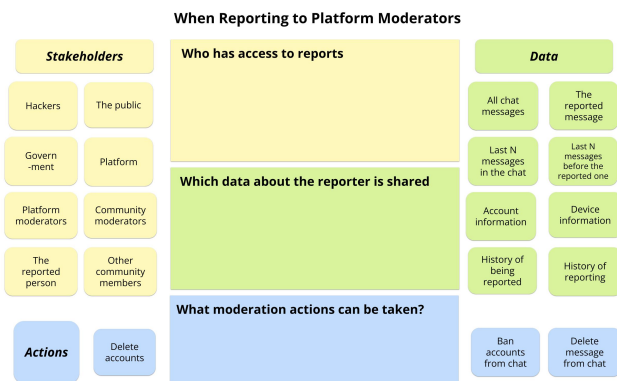 When Reporting to Platform Moderators
Stakeholders
Hackers
The public
Govern
-ment
Platform
Platform
moderators
Community
moderators
The
reported
person
Other
community
members
Who has access to reports
Which data about the reporter is shared
What moderation actions can be taken?
Data
All chat
messages
The
reported
message
Last N
messages
in the chat
Last N
messages
before the
reported one
Account
information
Device
information
History of
being
reported
History of
reporting
Actions
Delete
accounts
Ban
accounts
from chat
Delete
message
from chat